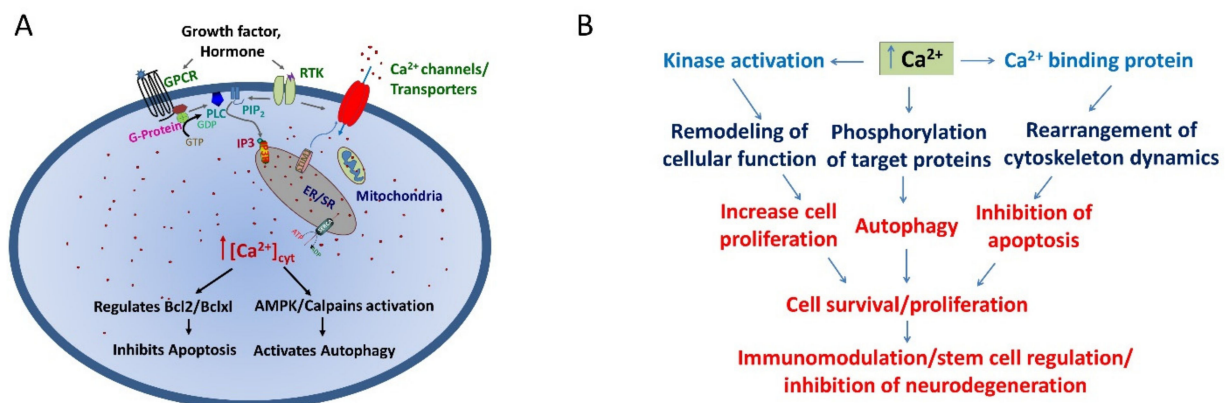 A
Growth factor,
Hormone
GPCR
RTK
Ca²⁺ channels/
Transporters
G-Protein
PLC
PIP₂
GDP
GTP
IP3
ER/SR
Mitochondria
ATP
↑[Ca²⁺]cyt
Regulates Bcl2/Bclxl
AMPK/Calpains activation
Inhibits Apoptosis
Activates Autophagy
B
Kinase activation
↑ Ca²⁺
Ca²⁺ binding protein
Remodeling of
cellular function
Phosphorylation
of target proteins
Rearrangement of
cytoskeleton dynamics
Increase cell
proliferation
Autophagy
Inhibition of
apoptosis
Cell survival/proliferation
Immunomodulation/stem cell regulation/
inhibition of neurodegeneration